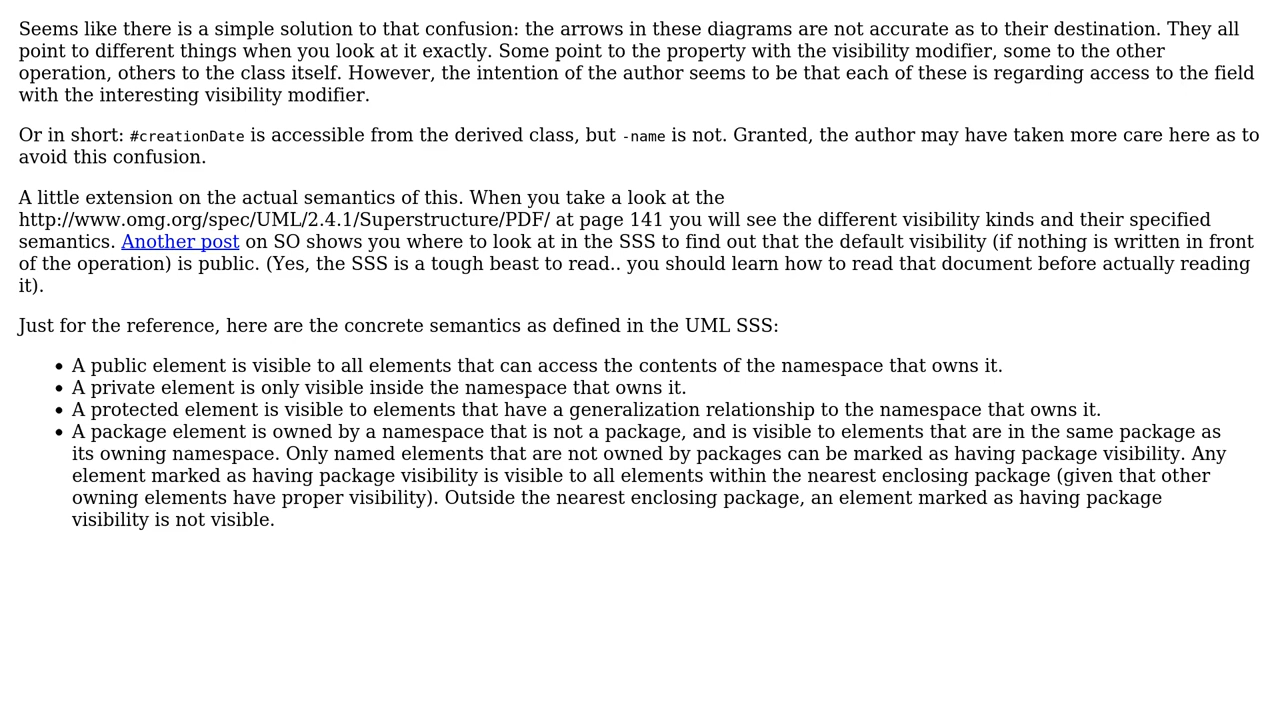 Seems like there is a simple solution to that confusion: the arrows in these diagrams are not accurate as to their destination. They all
point to different things when you look at it exactly. Some point to the property with the visibility modifier, some to the other
operation, others to the class itself. However, the intention of the author seems to be that each of these is regarding access to the field
with the interesting visibility modifier.
Or in short: #creationDate is accessible from the derived class, but -name is not. Granted, the author may have taken more care here as to
avoid this confusion.
A little extension on the actual semantics of this. When you take a look at the
http://www.omg.org/spec/UML/2.4.1/Superstructure/PDF/ at page 141 you will see the different visibility kinds and their specified
semantics. Another post on SO shows you where to look at in the SSS to find out that the default visibility (if nothing is written in front
of the operation) is public. (Yes, the SSS is a tough beast to read.. you should learn how to read that document before actually reading
it).
Just for the reference, here are the concrete semantics as defined in the UML SSS:
• A public element is visible to all elements that can access the contents of the namespace that owns it.
• A private element is only visible inside the namespace that owns it.
• A protected element is visible to elements that have a generalization relationship to the namespace that owns it.
• A package element is owned by a namespace that is not a package, and is visible to elements that are in the same package as
its owning namespace. Only named elements that are not owned by packages can be marked as having package visibility. Any
element marked as having package visibility is visible to all elements within the nearest enclosing package (given that other
owning elements have proper visibility). Outside the nearest enclosing package, an element marked as having package
visibility is not visible.